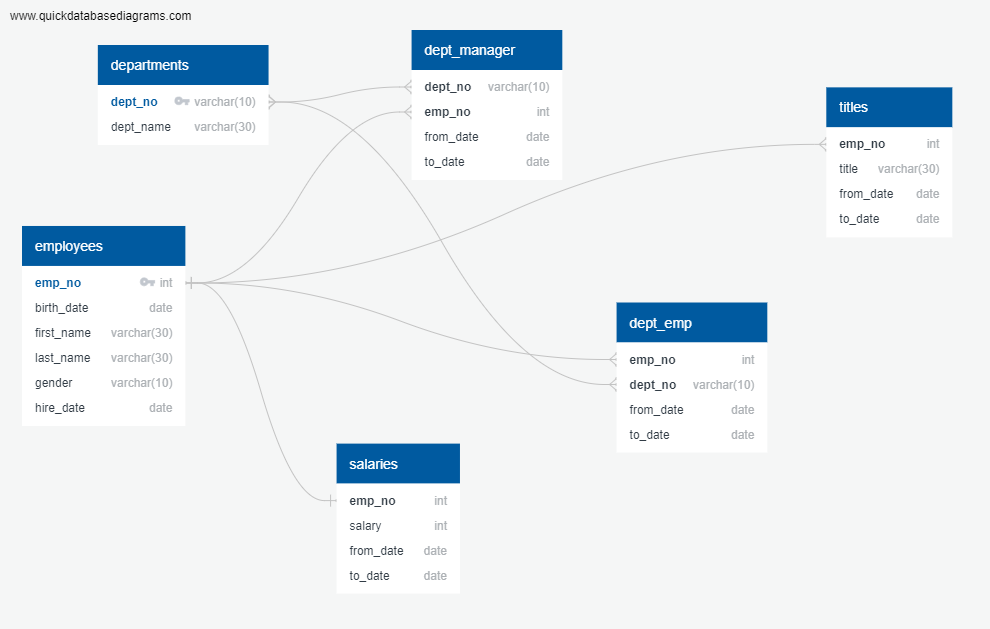 www.quickdatabasediagrams.com
departments
dept_no varchar(10)
dept_name varchar(30)
dept_manager
dept_no varchar(10)
emp_no int
from_date date
to_date date
titles
emp_no int
title varchar(30)
from_date date
to_date date
employees
emp_no int
birth_date date
first_name varchar(30)
last_name varchar(30)
gender varchar(10)
hire_date date
dept_emp
emp_no int
dept_no varchar(10)
from_date date
to_date date
salaries
emp_no int
salary int
from_date date
to_date date